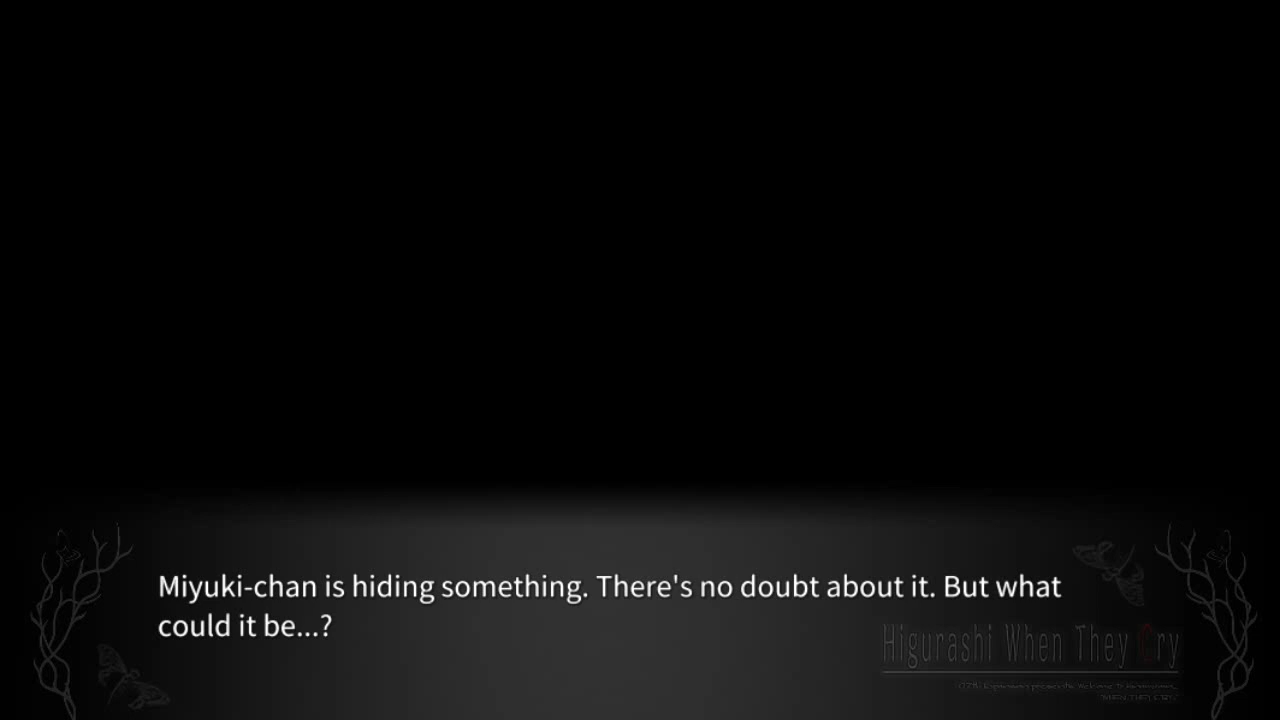 Miyuki-chan is hiding something. There's no doubt about it. But what
could it be...?
Higurashi When They Cry